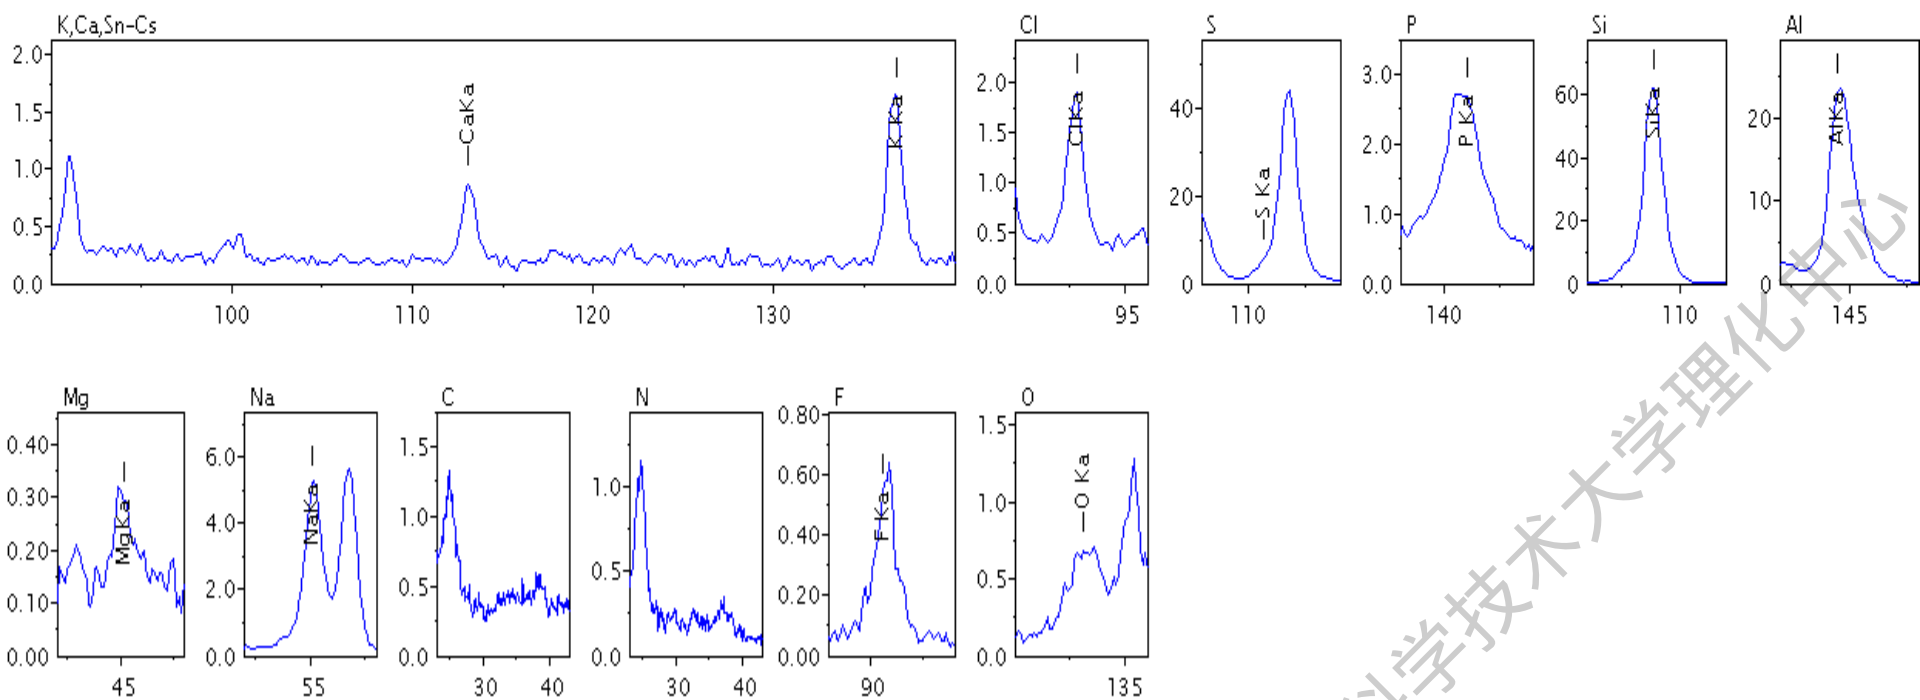 K,Ca,Sn-Cs
2.0
1.5
1.0
0.5
0.0
100
110
120
130
CaKa
K Ka
Cl
2.0
1.5
1.0
0.5
0.0
95
ClKa
S
40
20
0
110
S Ka
P
3.0
2.0
1.0
0.0
140
P Ka
Si
60
40
20
0
110
SiKa
Al
20
10
0
145
AlKa
Mg
0.40
0.30
0.20
0.10
0.00
45
MgKa
Na
6.0
4.0
2.0
0.0
55
NaKa
C
1.5
1.0
0.5
0.0
30
40
N
1.0
0.5
0.0
30
40
F
0.80
0.60
0.40
0.20
0.00
90
F Ka
O
1.5
1.0
0.5
0.0
135
O Ka
科学技术大学理化中心